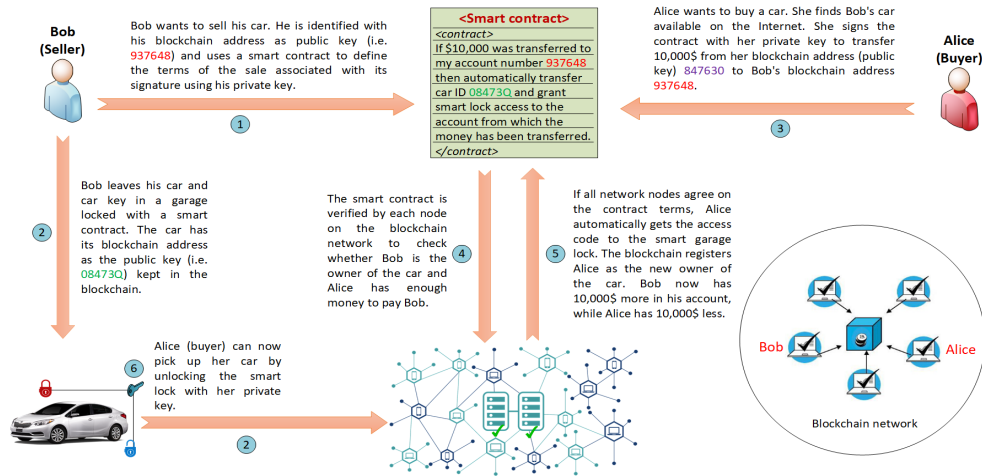 Bob
(Seller)
Bob wants to sell his car. He is identified with
his blockchain address as public key (i.e.
937648) and uses a smart contract to define
the terms of the sale associated with its
signature using his private key.
1
<Smart contract>
<contract>
If $10,000 was transferred to
my account number 937648
then automatically transfer
car ID 08473Q and grant
smart lock access to the
account from which the
money has been transferred.
</contract>
Alice wants to buy a car. She finds Bob's car
available on the Internet. She signs the
contract with her private key to transfer
10,000$ from her blockchain address (public
key) 847630 to Bob's blockchain address
937648.
Alice
(Buyer)
3
2
Bob leaves his car and
car key in a garage
locked with a smart
contract. The car has
its blockchain address
as the public key (i.e.
08473Q) kept in the
blockchain.
The smart contract is
verified by each node
on the blockchain
network to check
whether Bob is the
owner of the car and
Alice has enough
money to pay Bob.
4
5
If all network nodes agree on
the contract terms, Alice
automatically gets the access
code to the smart garage
lock. The blockchain registers
Alice as the new owner of
the car. Bob now has
10,000$ more in his account,
while Alice has 10,000$ less.
6
Alice (buyer) can now
pick up her car by
unlocking the smart
lock with her private
key.
2
Bob
Alice
Blockchain network